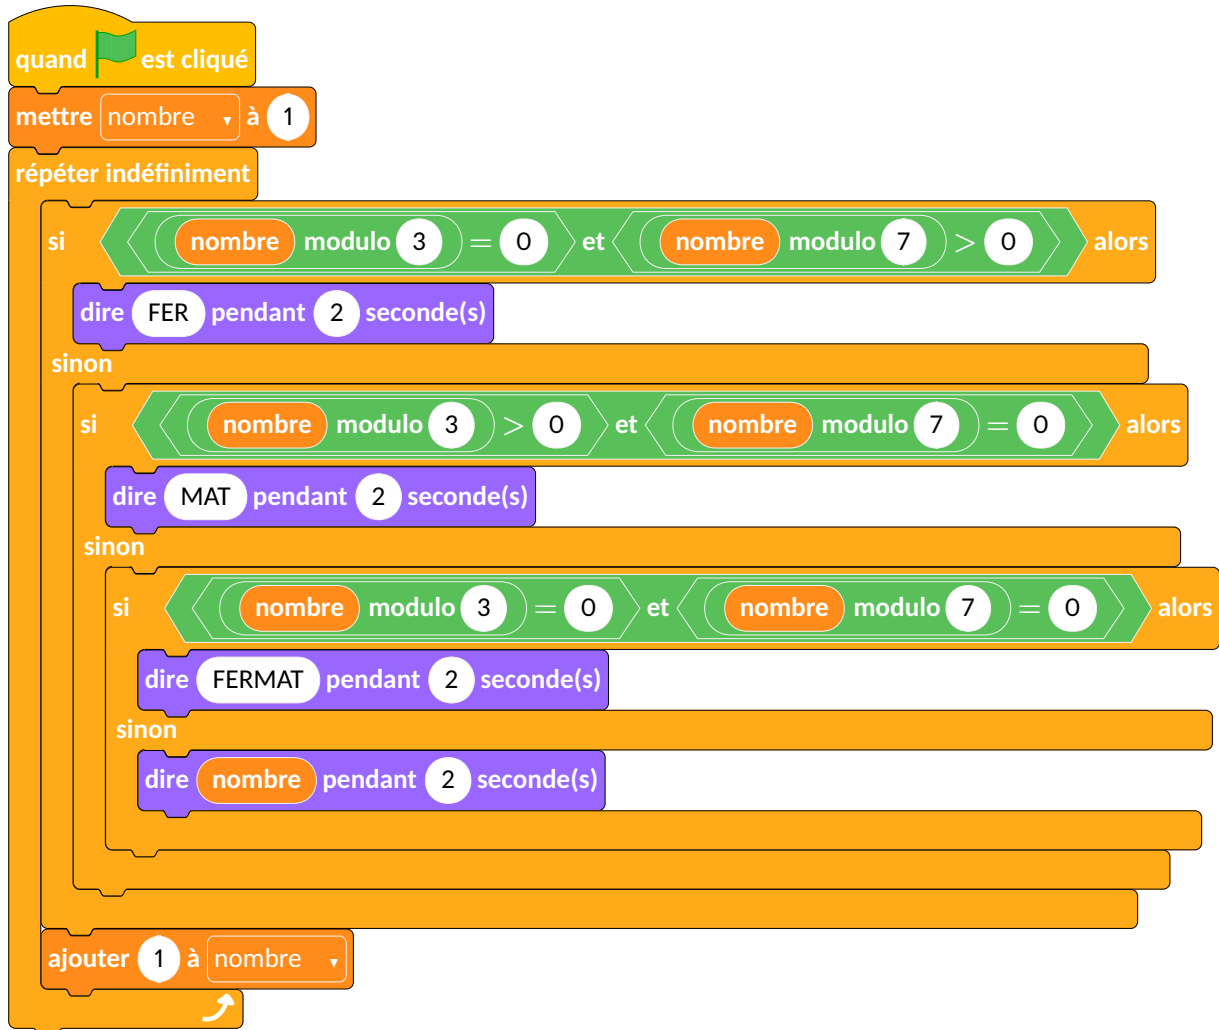 quand est cliqué
mettre nombre à 1
répéter indéfiniment
si nombre modulo 3 = 0 et nombre modulo 7 > 0 alors
dire FER pendant 2 seconde(s)
sinon
si nombre modulo 3 > 0 et nombre modulo 7 = 0 alors
dire MAT pendant 2 seconde(s)
sinon
si nombre modulo 3 = 0 et nombre modulo 7 = 0 alors
dire FERMAT pendant 2 seconde(s)
sinon
dire nombre pendant 2 seconde(s)
ajouter 1 à nombre